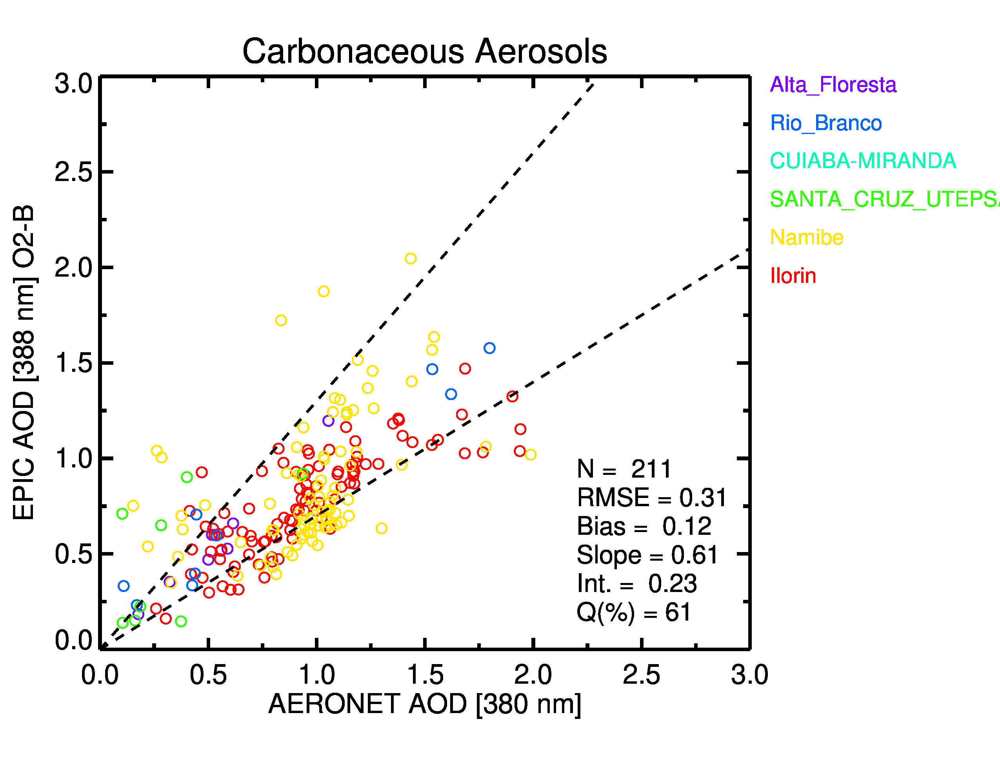 Carbonaceous Aerosols
EPIC AOD [388 nm] O2-B
3.0
2.5
2.0
1.5
1.0
0.5
0.0
0.0 0.5 1.0 1.5 2.0 2.5 3.0
AERONET AOD [380 nm]
N = 211
RMSE = 0.31
Bias = 0.12
Slope = 0.61
Int. = 0.23
Q(%) = 61
Alta_Floresta
Rio_Branco
CUIABA-MIRANDA
SANTA_CRUZ_UTEPSA
Namibe
Ilorin